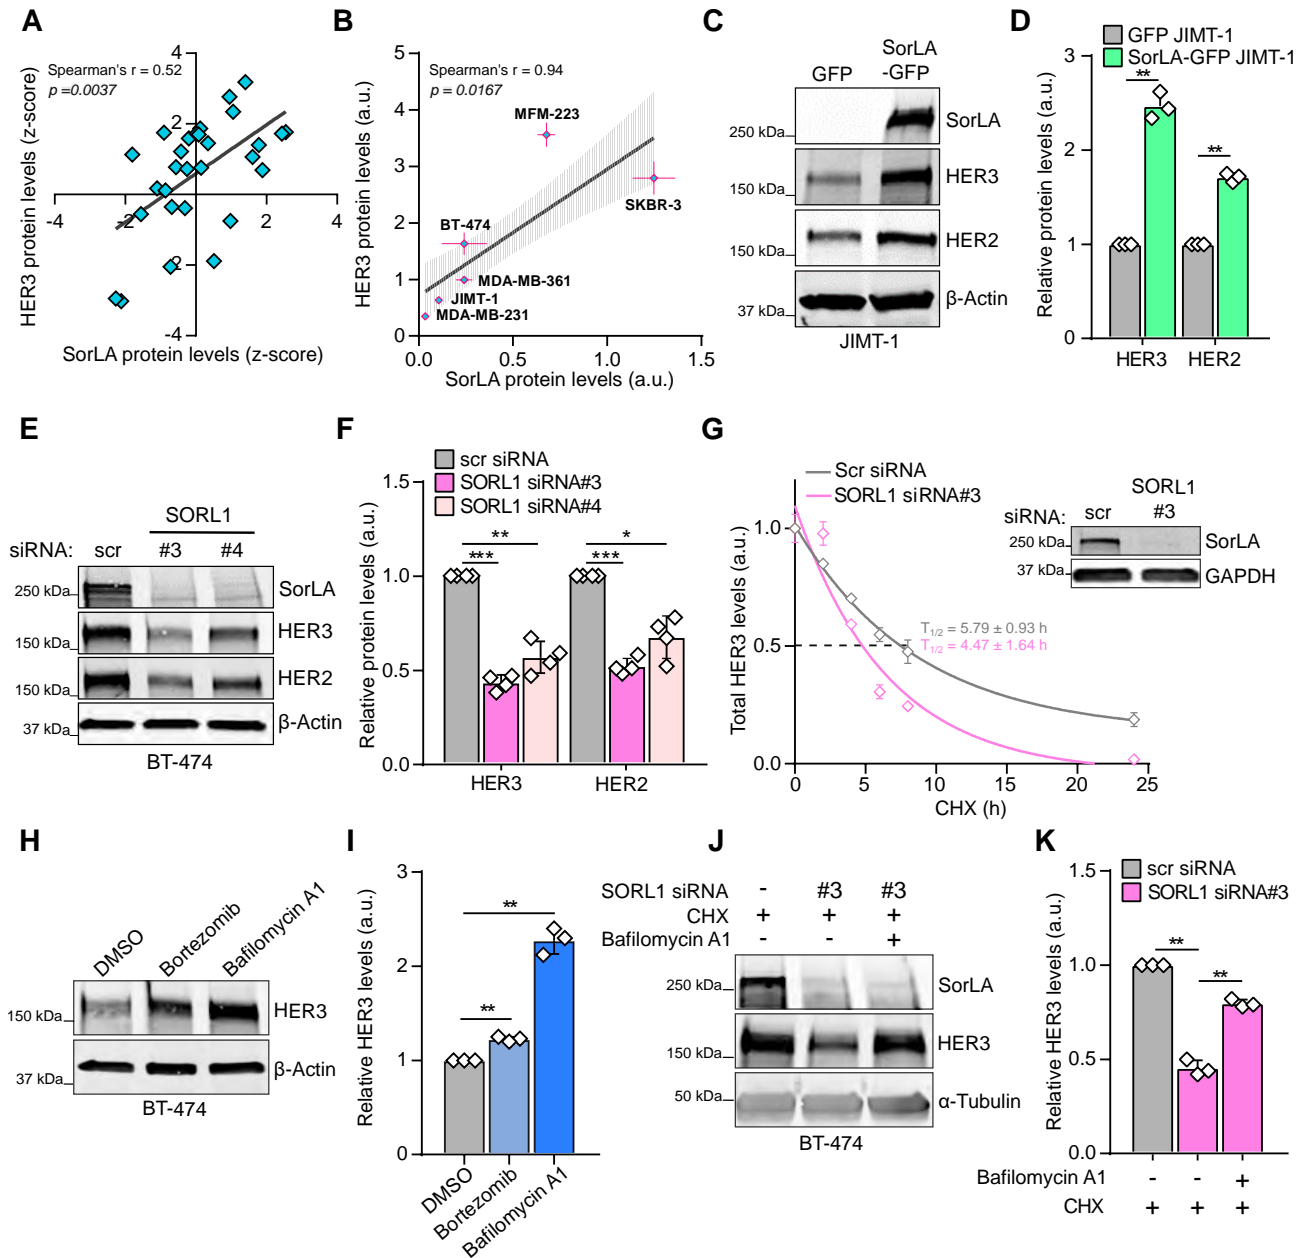 A
HER3 protein levels (z-score)
Spearman's r = 0.52
p =0.0037
4
2
-4
-2
2
4
-2
-4
SorLA protein levels (z-score)
B
HER3 protein levels (a.u.)
Spearman's r = 0.94
p = 0.0167
5
4
3
2
1
0
MFM-223
SKBR-3
BT-474
MDA-MB-361
JIMT-1
MDA-MB-231
0.0
0.5
1.0
1.5
SorLA protein levels (a.u.)
C
GFP
SorLA
-GFP
250 kDa
SorLA
150 kDa
HER3
150 kDa
HER2
37 kDa
β-Actin
JIMT-1
D
GFP JIMT-1
SorLA-GFP JIMT-1
Relative protein levels (a.u.)
3
2
1
0
**
**
HER3
HER2
E
SORL1
siRNA:
scr
#3
#4
250 kDa
SorLA
150 kDa
HER3
150 kDa
HER2
37 kDa
β-Actin
BT-474
F
scr siRNA
SORL1 siRNA#3
SORL1 siRNA#4
Relative protein levels (a.u.)
1.5
1.0
0.5
0.0
**
***
*
***
HER3
HER2
G
Scr siRNA
SORL1 siRNA#3
Total HER3 levels (a.u.)
1.0
0.5
0.0
T1/2 = 5.79 ± 0.93 h
T1/2 = 4.47 ± 1.64 h
0
5
10
15
20
25
CHX (h)
SORL1
siRNA:
scr
#3
250 kDa
SorLA
37 kDa
GAPDH
H
DMSO
Bortezomib
Bafilomycin A1
150 kDa
HER3
37 kDa
β-Actin
BT-474
I
Relative HER3 levels (a.u.)
3
2
1
0
**
**
DMSO
Bortezomib
Bafilomycin A1
J
SORL1 siRNA - #3 #3
CHX + + +
Bafilomycin A1 - - +
250 kDa
SorLA
150 kDa
HER3
50 kDa
α-Tubulin
BT-474
K
scr siRNA
SORL1 siRNA#3
Relative HER3 levels (a.u.)
1.5
1.0
0.5
0.0
**
**
Bafilomycin A1 - - +
CHX + + +